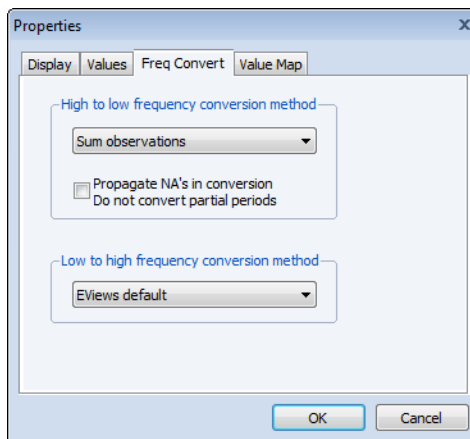 Properties
x
Display Values Freq Convert Value Map
High to low frequency conversion method
Sum observations
Propagate NA's in conversion
Do not convert partial periods
Low to high frequency conversion method
EViews default
OK Cancel